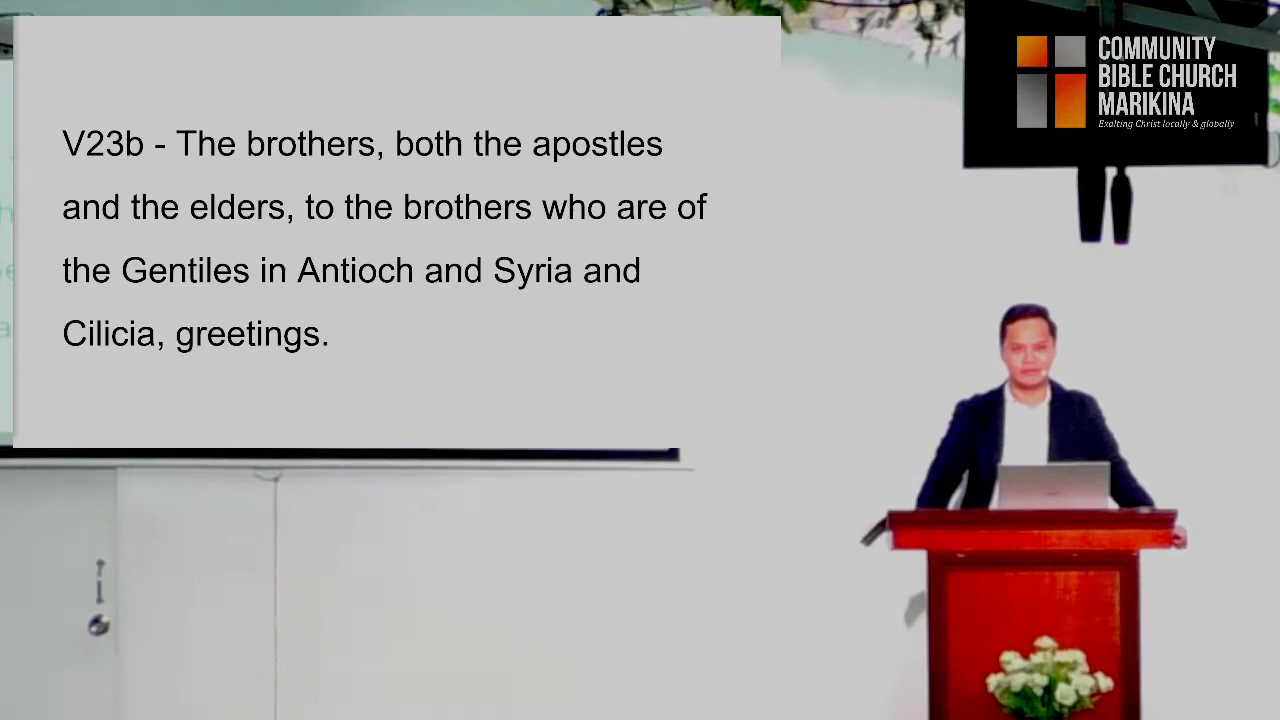 V23b - The brothers, both the apostles
and the elders, to the brothers who are of
the Gentiles in Antioch and Syria and
Cilicia, greetings.
COMMUNITY
BIBLE CHURCH
MARIKINA
Exalting Christ locally & globally